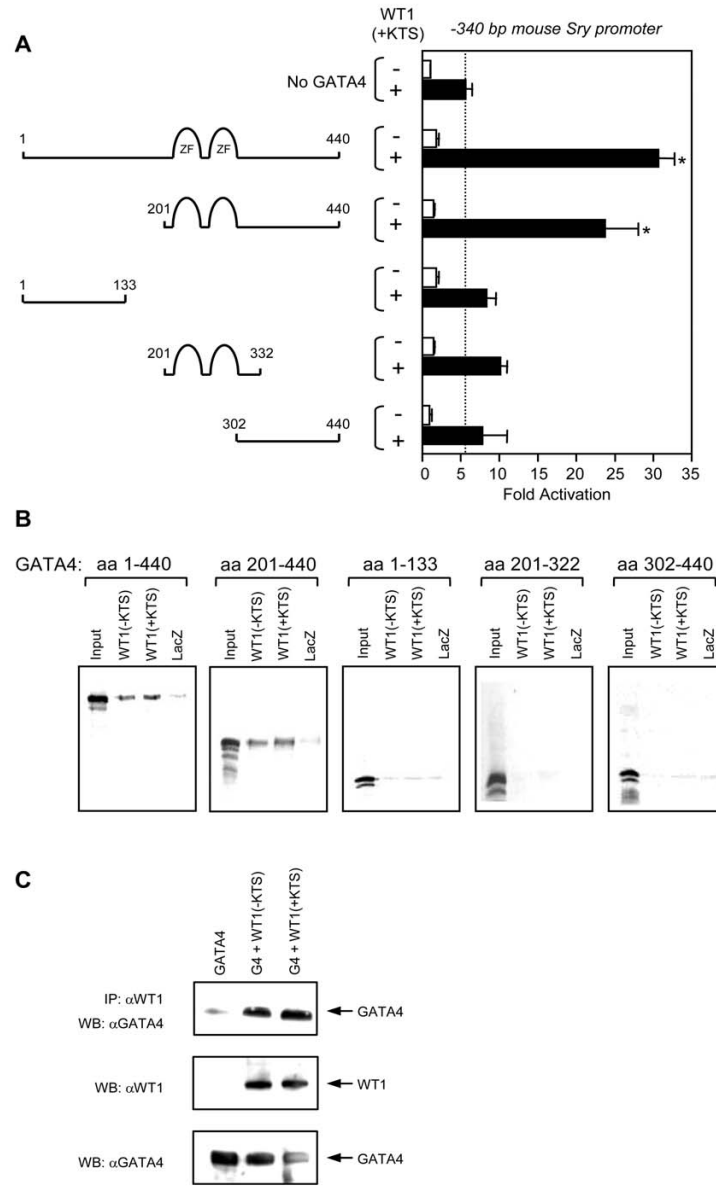 A
WT1
(+KTS)
-340 bp mouse Sry promoter
No GATA4
-
+
1
ZF
ZF
440
-
+
*
201
440
-
+
*
1
133
-
+
201
332
-
+
302
440
-
+
0 5 10 15 20 25 30 35
Fold Activation
B
GATA4: aa 1-440 aa 201-440 aa 1-133 aa 201-322 aa 302-440
Input WT1(-KTS) WT1(+KTS) LacZ
Input WT1(-KTS) WT1(+KTS) LacZ
Input WT1(-KTS) WT1(+KTS) LacZ
Input WT1(-KTS) WT1(+KTS) LacZ
Input WT1(-KTS) WT1(+KTS) LacZ
C
GATA4
G4 + WT1(-KTS)
G4 + WT1(+KTS)
IP: αWT1
WB: αGATA4
GATA4
WB: αWT1
WT1
WB: αGATA4
GATA4